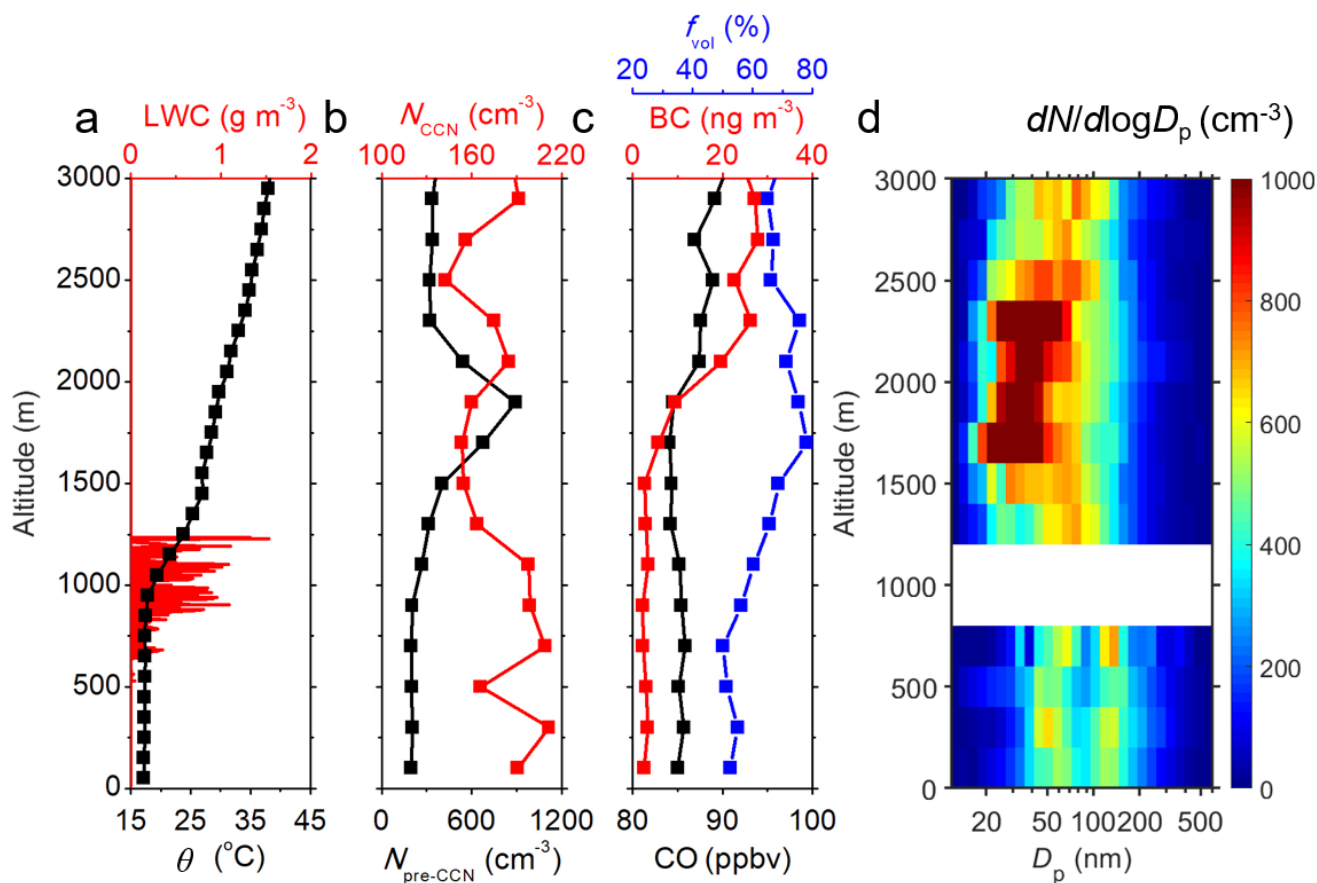 f_vol (%)
20 40 60 80
a LWC (g m⁻³) b N_CCN (cm⁻³) c BC (ng m⁻³) d dN/dlogD_p (cm⁻³)
0 1 2 100 160 220 0 10 20 30 40
3000 3000 1000
2500 2500 800
2000 2000 600
Altitude (m) Altitude (m)
1500 1500
1000 1000 400
500 500 200
0 0 0
15 25 35 45 0 600 1200 80 90 100 20 50 100 200 500
θ (°C) N_pre-CCN (cm⁻³) CO (ppbv) D_p (nm)